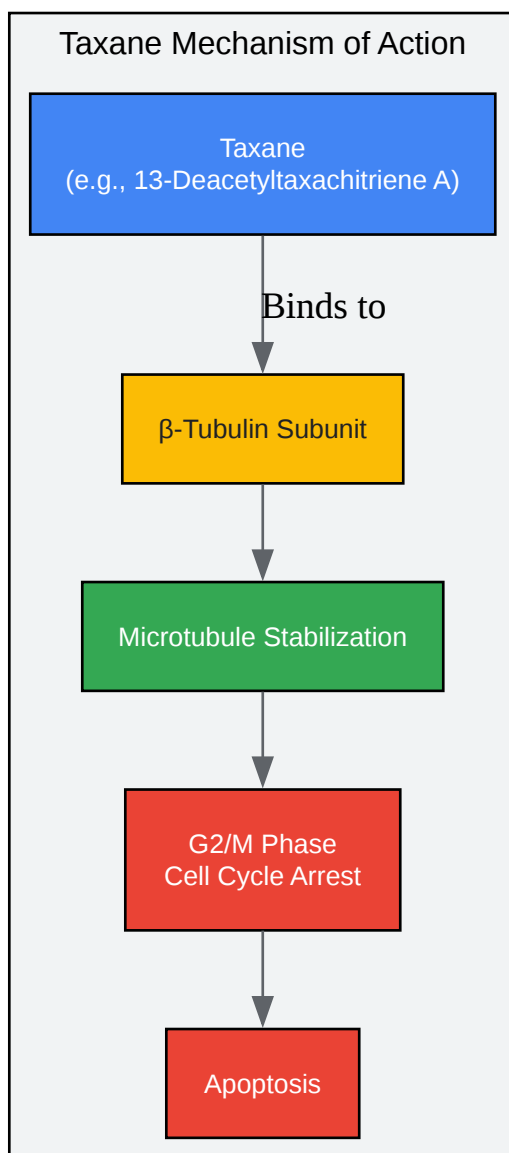 Taxane Mechanism of Action
Taxane
(e.g., 13-Deacetyltaxachitriene A)
Binds to
β-Tubulin Subunit
Microtubule Stabilization
G2/M Phase
Cell Cycle Arrest
Apoptosis